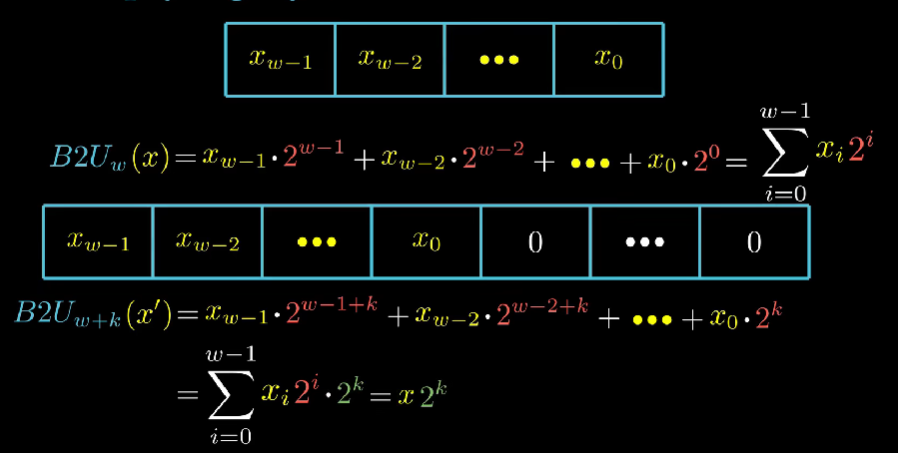 x_{w-1} x_{w-2} ••• x_0
B2U_w(x) = x_{w-1} · 2^{w-1} + x_{w-2} · 2^{w-2} + ••• + x_0 · 2^0 = \sum_{i=0}^{w-1} x_i 2^i
x_{w-1} x_{w-2} ••• x_0 0 ••• 0
B2U_{w+k}(x') = x_{w-1} · 2^{w-1+k} + x_{w-2} · 2^{w-2+k} + ••• + x_0 · 2^k
= \sum_{i=0}^{w-1} x_i 2^i · 2^k = x 2^k